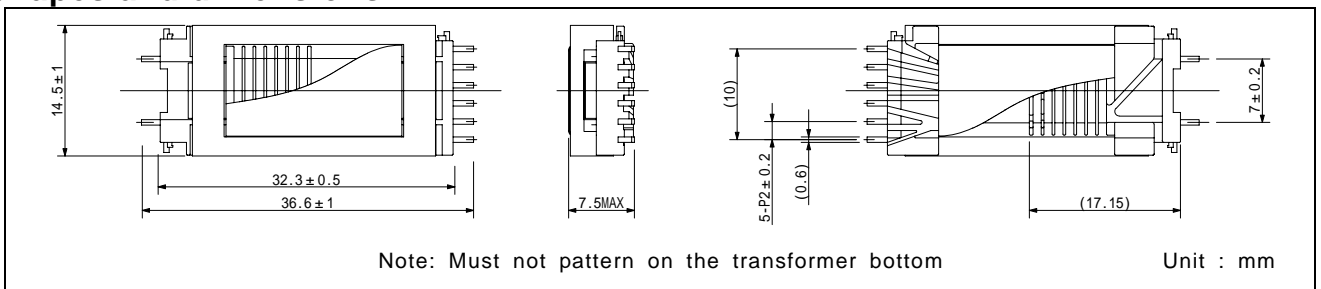 14.5±1
32.3±0.5
36.6±1
7.5MAX
(10)
5-P2±0.2
(0.6)
7±0.2
(17.15)
Note: Must not pattern on the transformer bottom
Unit : mm